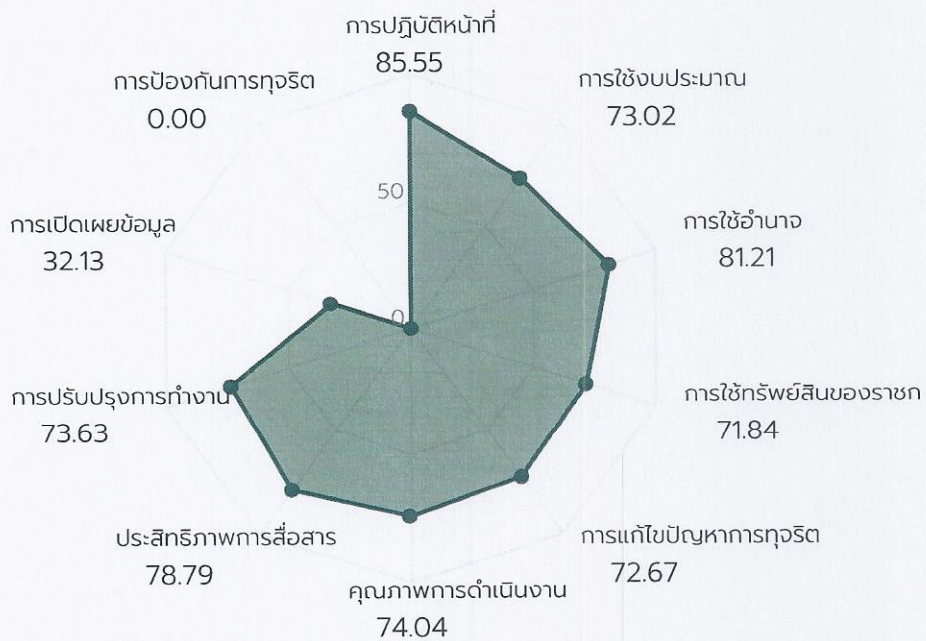 การปฏิบัติหน้าที่
85.55
การป้องกันการทุจริต
0.00
การใช้งบประมาณ
73.02
50
การเปิดเผยข้อมูล
32.13
การใช้อำนาจ
81.21
0
การปรับปรุงการทำงาน
73.63
การใช้ทรัพย์สินของราชก
71.84
ประสิทธิภาพการสื่อสาร
78.79
การแก้ไขปัญหาการทุจริต
72.67
คุณภาพการดำเนินงาน
74.04